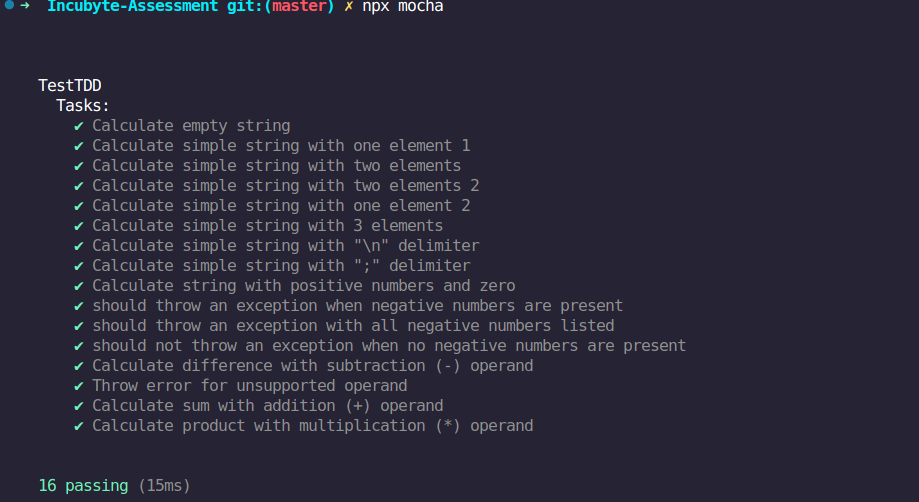 ➜ Incubyte-Assessment git:(master) ✗ npx mocha
TestTDD
Tasks:
✔ Calculate empty string
✔ Calculate simple string with one element 1
✔ Calculate simple string with two elements
✔ Calculate simple string with two elements 2
✔ Calculate simple string with one element 2
✔ Calculate simple string with 3 elements
✔ Calculate simple string with "\n" delimiter
✔ Calculate simple string with ";" delimiter
✔ Calculate string with positive numbers and zero
✔ should throw an exception when negative numbers are present
✔ should throw an exception with all negative numbers listed
✔ should not throw an exception when no negative numbers are present
✔ Calculate difference with subtraction (-) operand
✔ Throw error for unsupported operand
✔ Calculate sum with addition (+) operand
✔ Calculate product with multiplication (*) operand
16 passing (15ms)